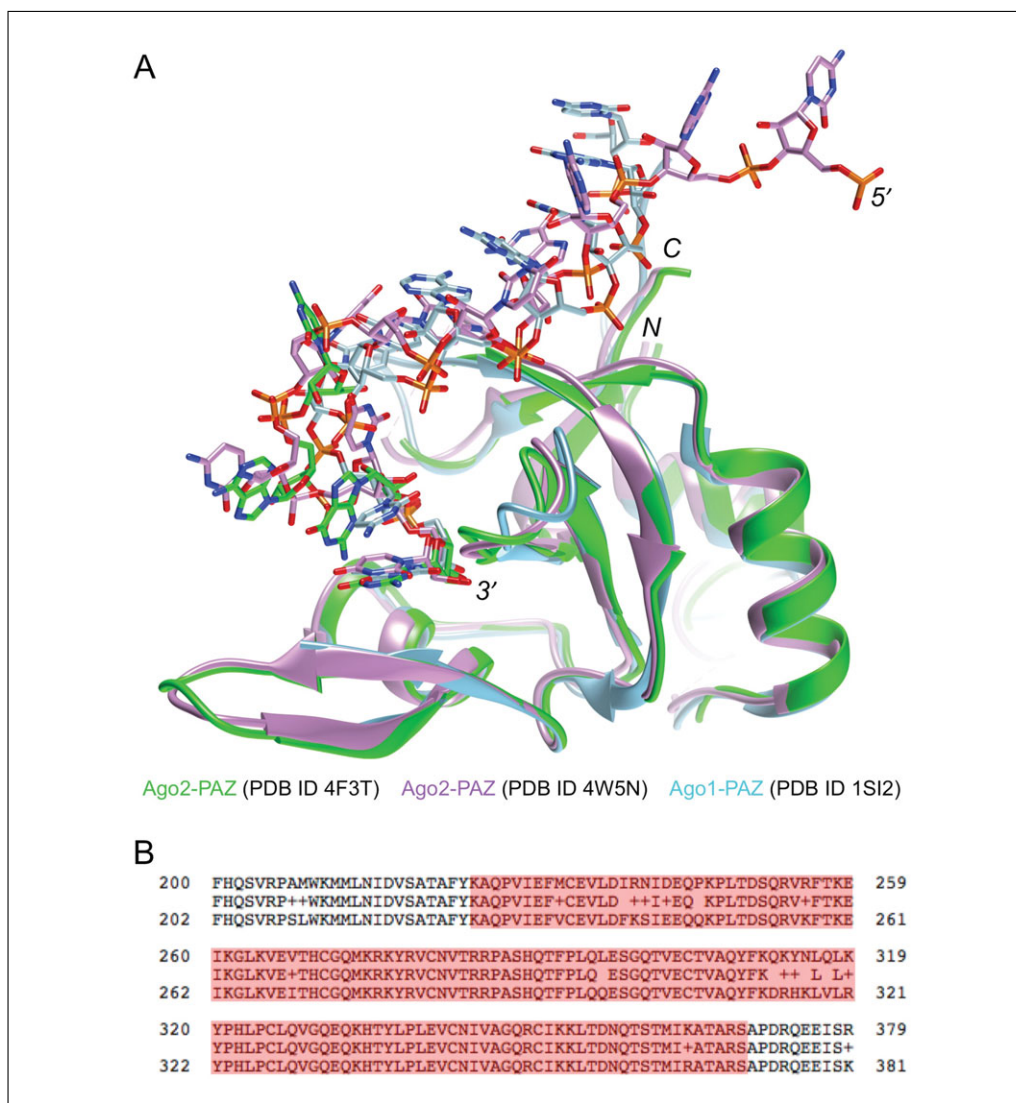 A
5'
C
N
3'
Ago2-PAZ (PDB ID 4F3T) Ago2-PAZ (PDB ID 4W5N) Ago1-PAZ (PDB ID 1SI2)
B
200 FHQSVRPAMWKMMLNIDVSATAFYKAQPVIEFMCEVLDIRNIDEQPKPLTDSQRVRFTKE 259
FHQSVRP++WKMMLNIDVSATAFYKAQPVIEF+CEVLD ++I+EQ KPLTDSQRV+FTKE
202 FHQSVRPSLWKMMLNIDVSATAFYKAQPVIEFVCEVLDFKSIEEQQKPLTDSQRVKFTKE 261
260 IKGLKVEVTHCGQMKRKYRVCNVTRRPASHQTFPLQLESGQTVECTVAQYFKQKYNLQLK 319
IKGLKVE+THCGQMKRKYRVCNVTRRPASHQTFPLQ ESGQTVECTVAQYFK ++ L L+
262 IKGLKVEITHCGQMKRKYRVCNVTRRPASHQTFPLQQESGQTVECTVAQYFKDRHKLVLR 321
320 YPHLPCLQVGQEQKHTYLPLEVCNIVAGQRCIKKLTDNQTSTMIKATARSAPDRQEEISR 379
YPHLPCLQVGQEQKHTYLPLEVCNIVAGQRCIKKLTDNQTSTMI+ATARSAPDRQEEIS+
322 YPHLPCLQVGQEQKHTYLPLEVCNIVAGQRCIKKLTDNQTSTMIRATARSAPDRQEEISK 381